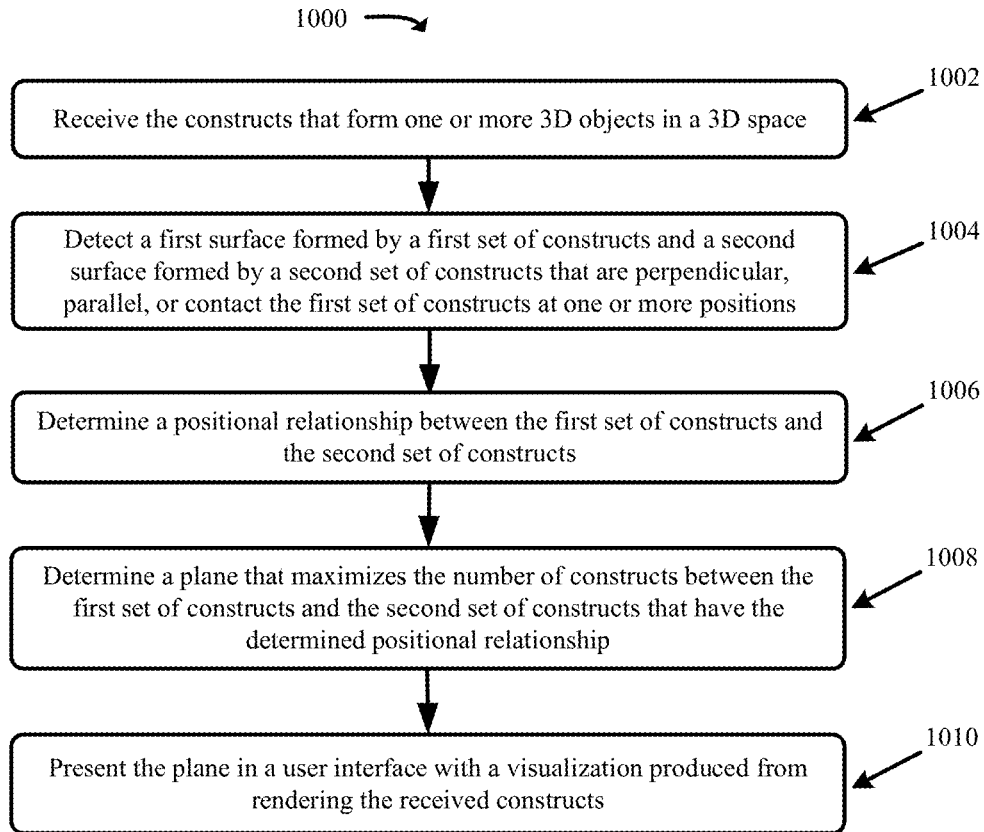 1000
1002
Receive the constructs that form one or more 3D objects in a 3D space
1004
Detect a first surface formed by a first set of constructs and a second
surface formed by a second set of constructs that are perpendicular,
parallel, or contact the first set of constructs at one or more positions
1006
Determine a positional relationship between the first set of constructs and
the second set of constructs
1008
Determine a plane that maximizes the number of constructs between the
first set of constructs and the second set of constructs that have the
determined positional relationship
1010
Present the plane in a user interface with a visualization produced from
rendering the received constructs